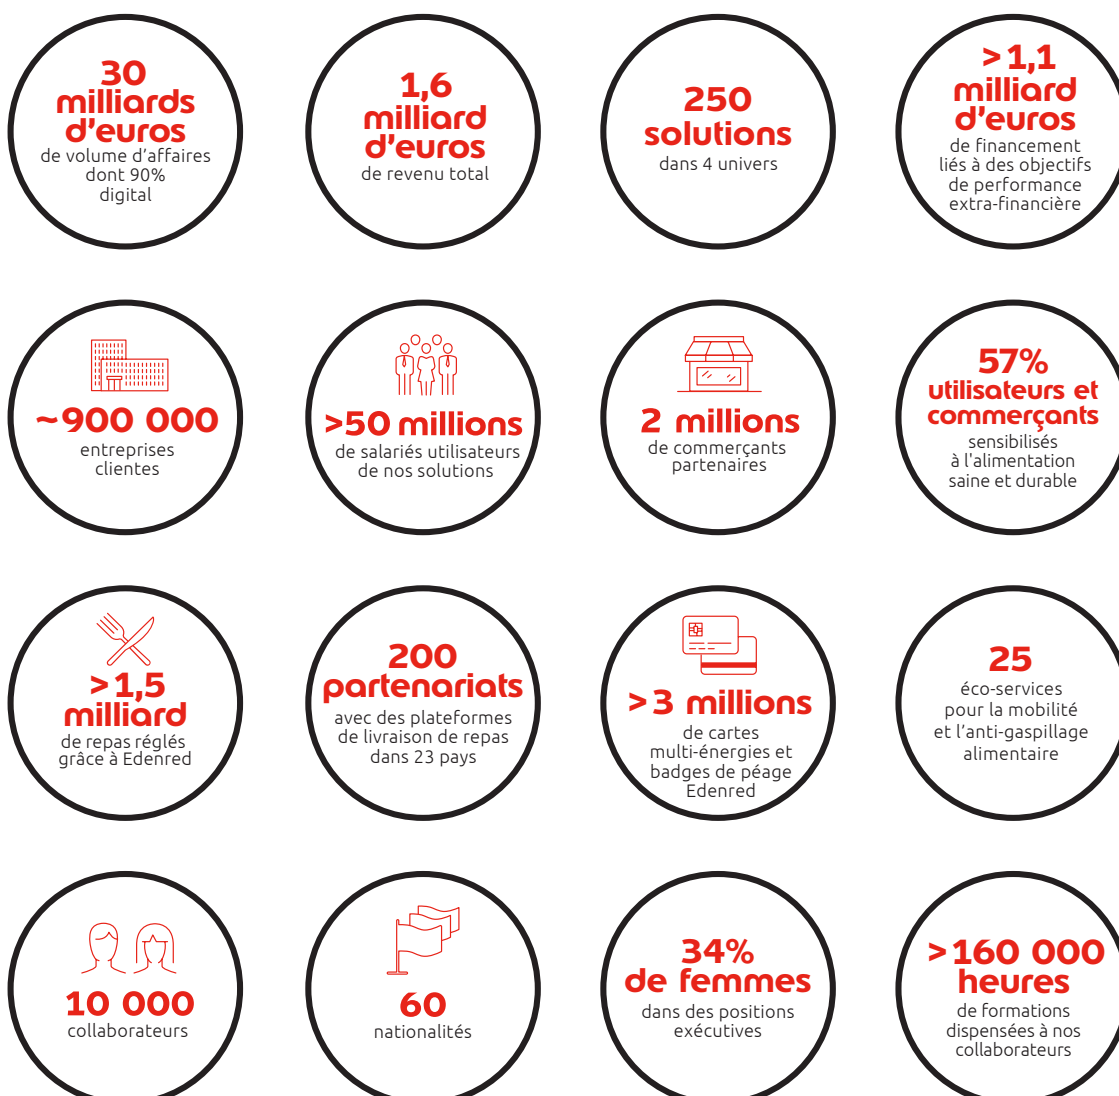 30
milliards
d'euros
de volume d'affaires
dont 90%
digital
1,6
milliard
d'euros
de revenu total
250
solutions
dans 4 univers
>1,1
milliard
d'euros
de financement
liés à des objectifs
de performance
extra-financière
~900 000
entreprises
clientes
>50 millions
de salariés utilisateurs
de nos solutions
2 millions
de commerçants
partenaires
57%
utilisateurs et
commerçants
sensibilisés
à l'alimentation
saine et durable
>1,5
milliard
de repas réglés
grâce à Edenred
200
partenariats
avec des plateformes
de livraison de repas
dans 23 pays
>3 millions
de cartes
multi-énergies et
badges de péage
Edenred
25
éco-services
pour la mobilité
et l'anti-gaspillage
alimentaire
10 000
collaborateurs
60
nationalités
34%
de femmes
dans des positions
exécutives
>160 000
heures
de formations
dispensées à nos
collaborateurs